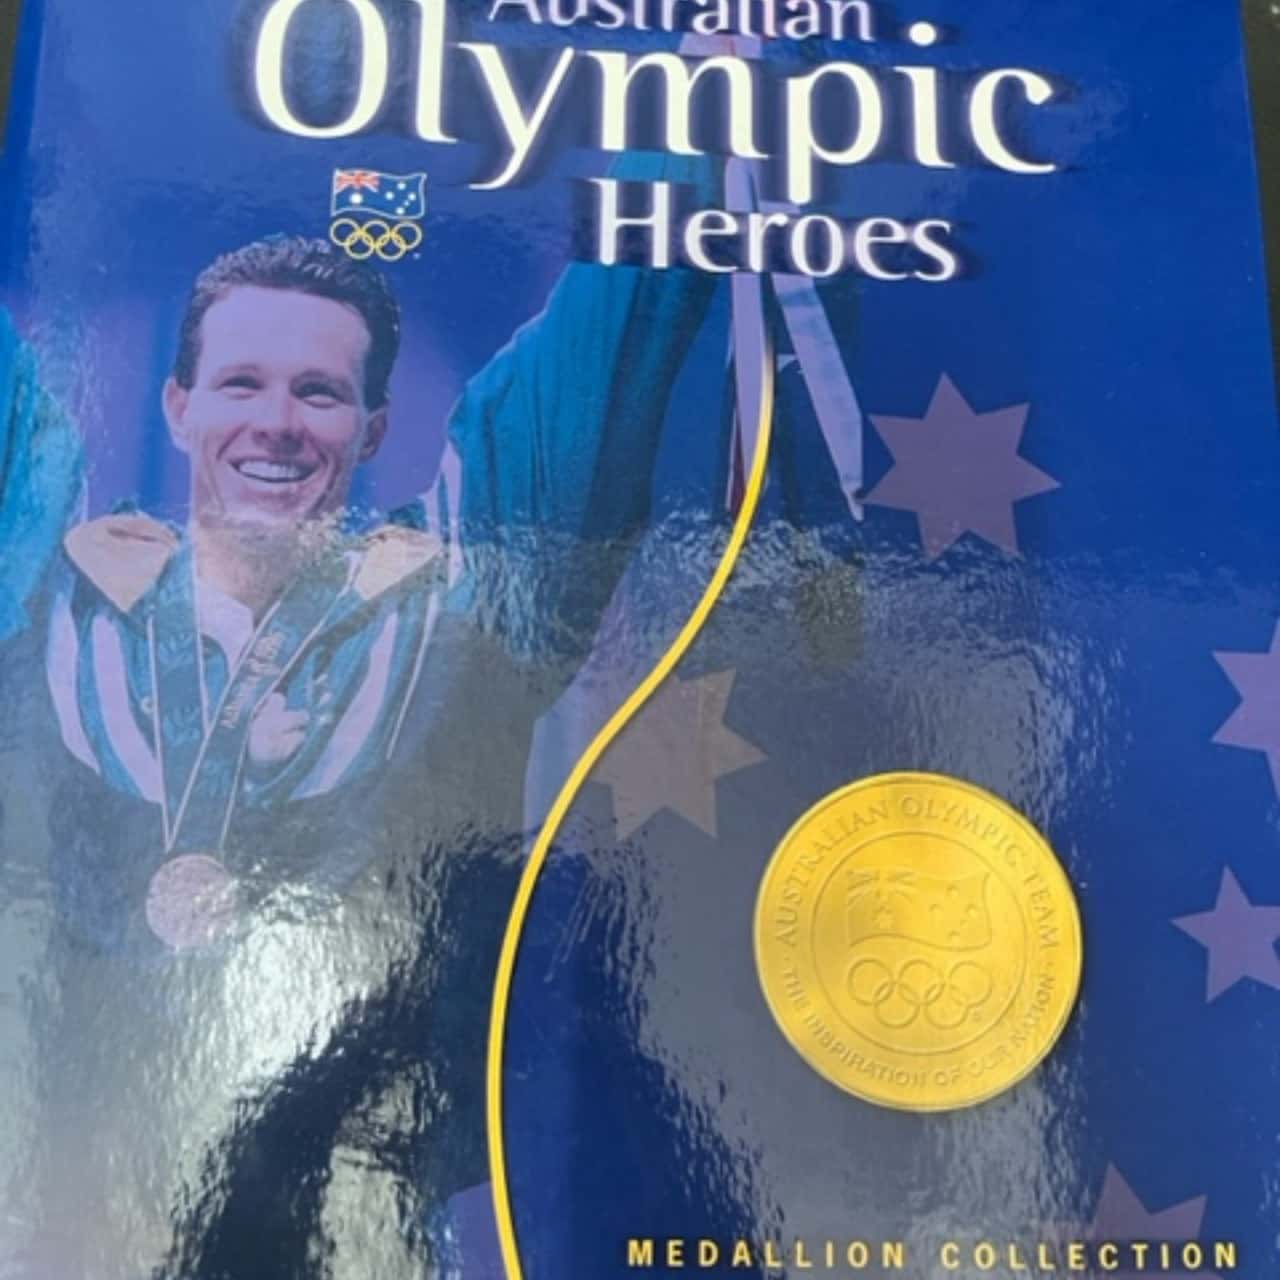 Australian
Olympic
Heroes
AUSTRALIAN OLYMPIC TEAM
THE INSPIRATION OF OUR NATION
MEDALLION COLLECTION